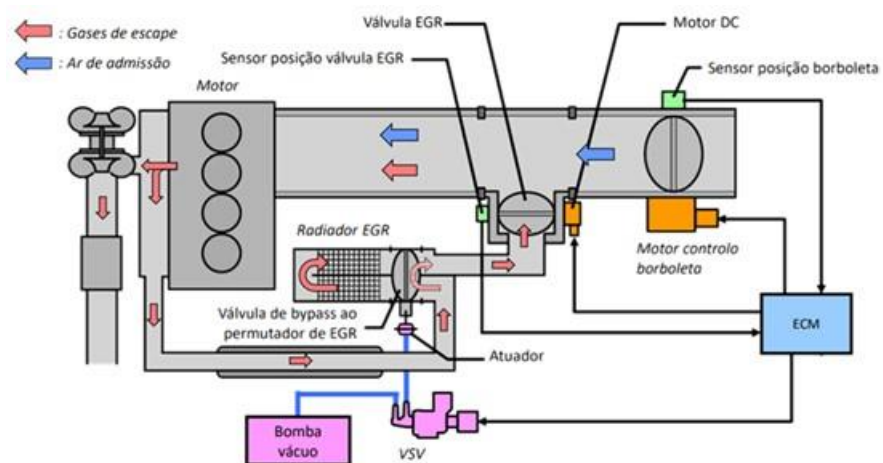 : Gases de escape
: Ar de admissão
Motor
Válvula EGR
Sensor posição válvula EGR
Motor DC
Sensor posição borboleta
Radiador EGR
Motor controlo
borboleta
Válvula de bypass ao
permutador de EGR
Atuador
ECM
Bomba
vácuo
VSV